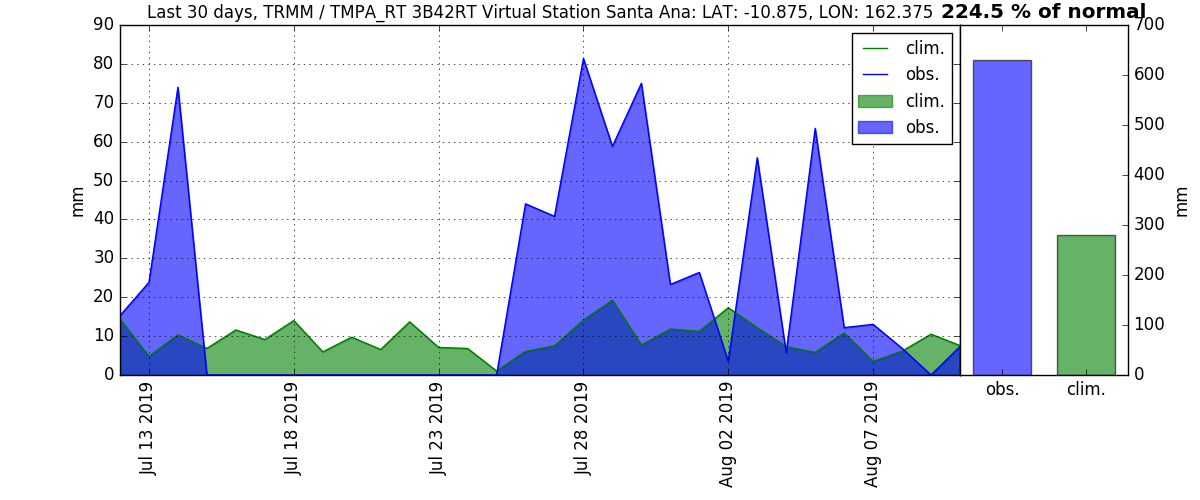 Last 30 days, TRMM / TMPA_RT 3B42RT Virtual Station Santa Ana: LAT: -10.875, LON: 162.375 224.5 % of normal
90
80
70
60
50
40
30
20
10
0
mm
clim.
obs.
clim.
obs.
700
600
500
400
300
200
100
0
mm
obs. clim.
Jul 13 2019
Jul 18 2019
Jul 23 2019
Jul 28 2019
Aug 02 2019
Aug 07 2019